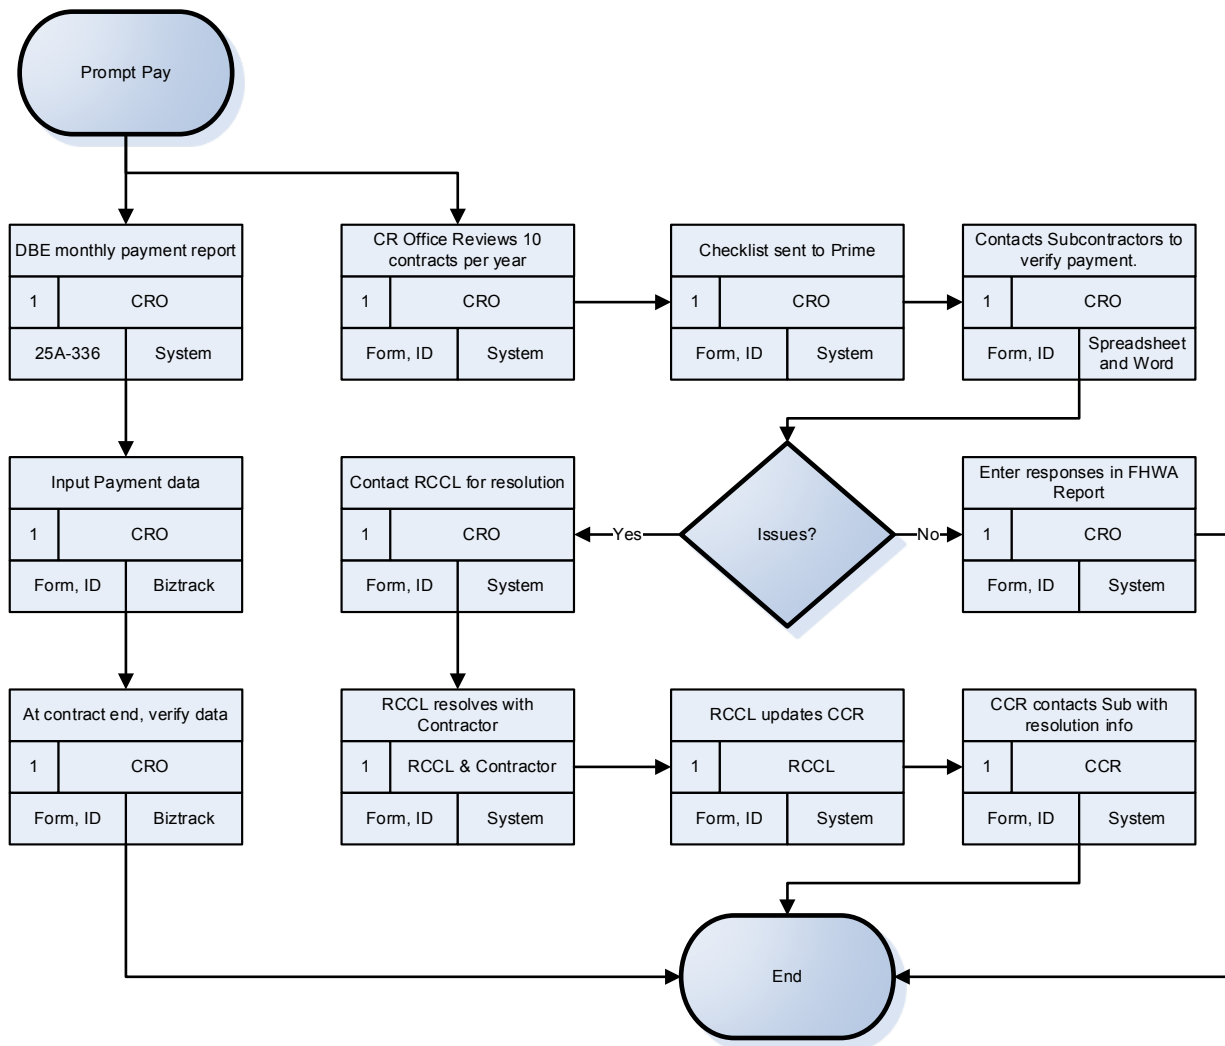 Prompt Pay
DBE monthly payment report
1
CRO
25A-336
System
CR Office Reviews 10
contracts per year
1
CRO
Form, ID
System
Checklist sent to Prime
1
CRO
Form, ID
System
Contacts Subcontractors to
verify payment.
1
CRO
Form, ID
Spreadsheet
and Word
Input Payment data
1
CRO
Form, ID
Biztrack
Contact RCCL for resolution
1
CRO
Form, ID
System
Yes
Issues?
No
Enter responses in FHWA
Report
1
CRO
Form, ID
System
At contract end, verify data
1
CRO
Form, ID
Biztrack
RCCL resolves with
Contractor
1
RCCL & Contractor
Form, ID
System
RCCL updates CCR
1
RCCL
Form, ID
System
CCR contacts Sub with
resolution info
1
CCR
Form, ID
System
End